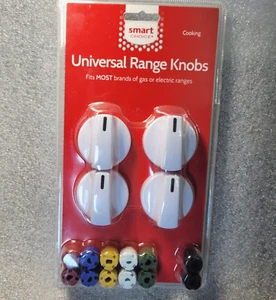 smart
CHOICE
Cooking
Universal Range Knobs
Fits MOST brands of gas or electric ranges